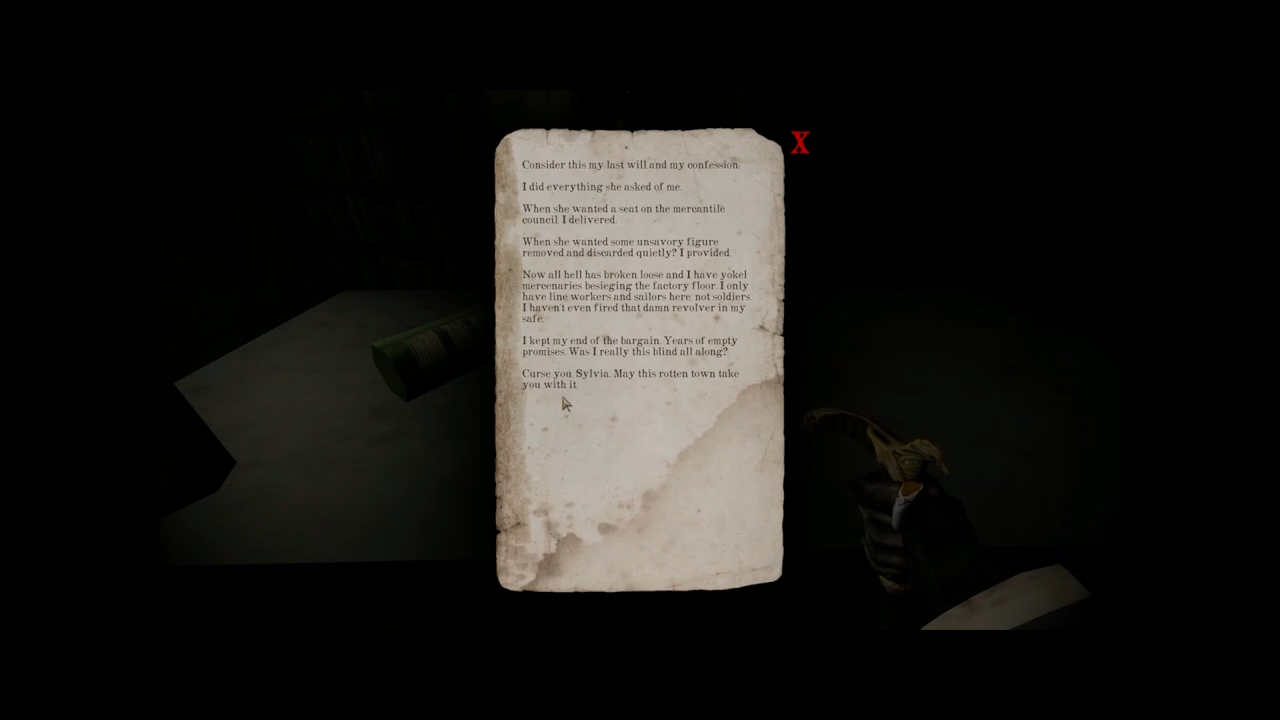 X
Consider this my last will and my confession.
I did everything she asked of me.
When she wanted a seat on the mercantile
council, I delivered.
When she wanted some unsavory figure
removed and discarded quietly? I provided.
Now all hell has broken loose and I have yokel
mercenaries besieging the factory floor. I only
have line workers and sailors here, not soldiers.
I haven't even fired that damn revolver in my
safe.
I kept my end of the bargain. Years of empty
promises. Was I really this blind all along?
Curse you, Sylvia. May this rotten town take
you with it.